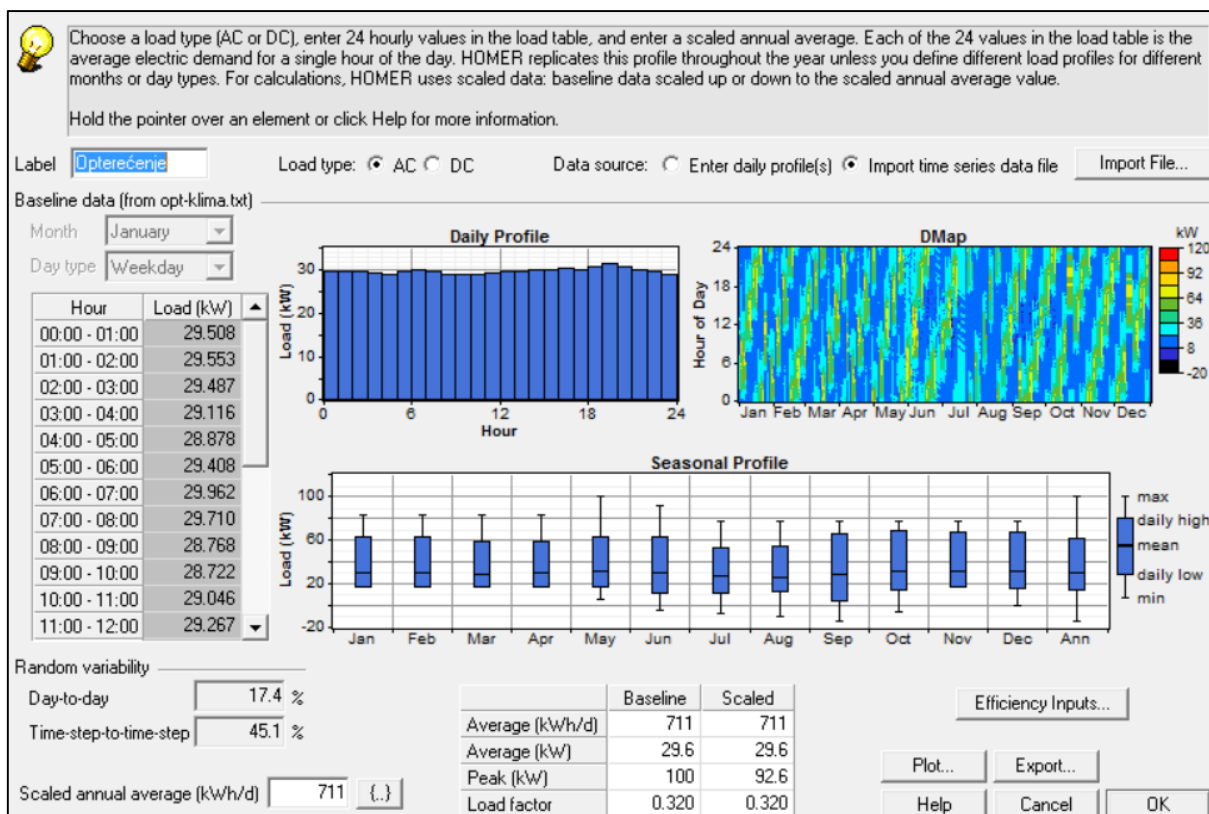 Choose a load type (AC or DC), enter 24 hourly values in the load table, and enter a scaled annual average. Each of the 24 values in the load table is the
average electric demand for a single hour of the day. HOMER replicates this profile throughout the year unless you define different load profiles for different
months or day types. For calculations, HOMER uses scaled data: baseline data scaled up or down to the scaled annual average value.
Hold the pointer over an element or click Help for more information.
Label Opterećenje Load type: AC DC Data source: Enter daily profile(s) Import time series data file Import File...
Baseline data (from opt-klima.txt)
Month January
Day type Weekday
Hour Load (kW)
00:00 - 01:00 29.508
01:00 - 02:00 29.553
02:00 - 03:00 29.487
03:00 - 04:00 29.116
04:00 - 05:00 28.878
05:00 - 06:00 29.408
06:00 - 07:00 29.962
07:00 - 08:00 29.710
08:00 - 09:00 28.768
09:00 - 10:00 28.722
10:00 - 11:00 29.046
11:00 - 12:00 29.267
Daily Profile
Load (kW)
30
20
10
0
0 6 12 18 24
Hour
DMap
Hour of Day
24
18
12
6
0
Jan Feb Mar Apr May Jun Jul Aug Sep Oct Nov Dec
kW
120
92
64
36
8
-20
Seasonal Profile
Load (kW)
100
60
20
-20
Jan Feb Mar Apr May Jun Jul Aug Sep Oct Nov Dec Ann
max
daily high
mean
daily low
min
Random variability
Day-to-day 17.4 %
Time-step-to-time-step 45.1 %
Scaled annual average (kWh/d) 711 {..}
Baseline Scaled
Average (kWh/d) 711 711
Average (kW) 29.6 29.6
Peak (kW) 100 92.6
Load factor 0.320 0.320
Efficiency Inputs...
Plot... Export...
Help Cancel OK